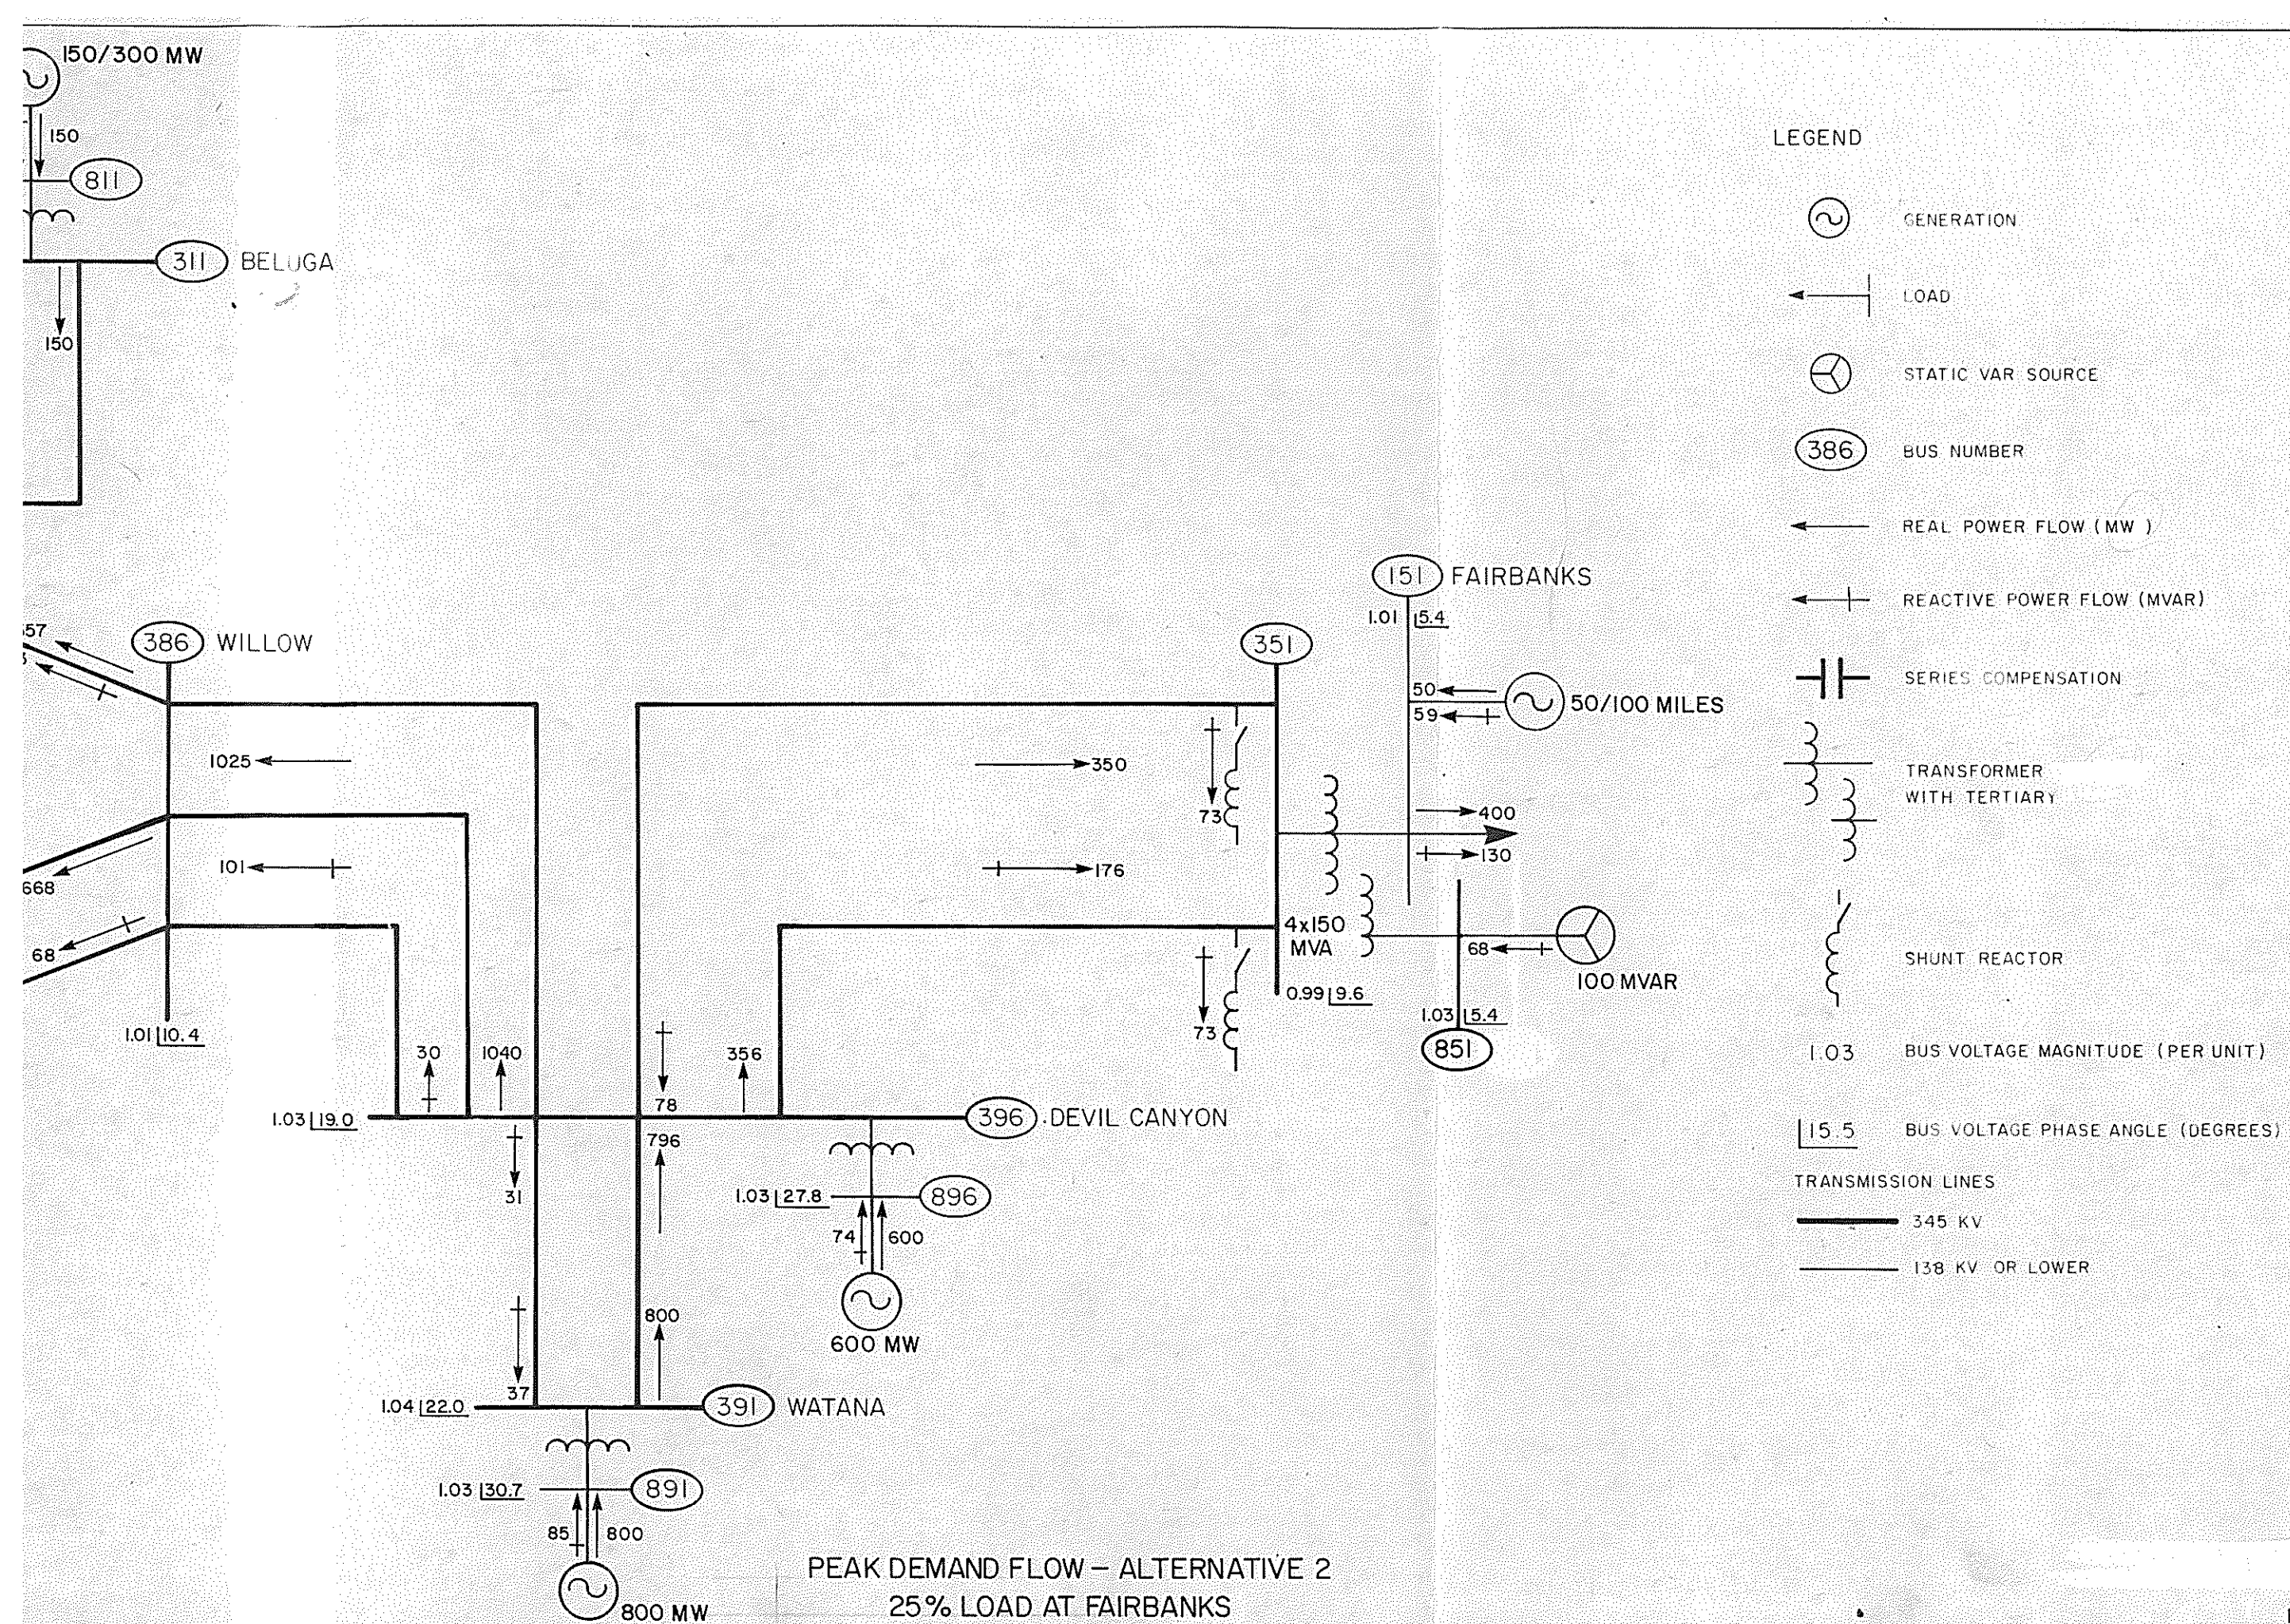 150/300 MW
150
811
311 BELUGA
150
LEGEND
GENERATION
LOAD
STATIC VAR SOURCE
386 BUS NUMBER
REAL POWER FLOW ( MW )
REACTIVE POWER FLOW (MVAR)
SERIES COMPENSATION
TRANSFORMER
WITH TERTIARY
SHUNT REACTOR
1.03 BUS VOLTAGE MAGNITUDE (PER UNIT)
15.5 BUS VOLTAGE PHASE ANGLE (DEGREES)
TRANSMISSION LINES
345 KV
138 KV OR LOWER
151 FAIRBANKS
1.01 5.4
50
59
50/100 MILES
400
130
351
73
73
4x150
MVA
0.99 9.6
68
100 MVAR
1.03 5.4
851
350
176
386 WILLOW
1025
101
668
68
1.01 10.4
30
1040
78
356
1.03 19.0
396 DEVIL CANYON
31
796
1.03 27.8
896
74
600
600 MW
37
800
1.04 22.0
391 WATANA
1.03 30.7
891
85
800
800 MW
PEAK DEMAND FLOW – ALTERNATIVE 2
25% LOAD AT FAIRBANKS